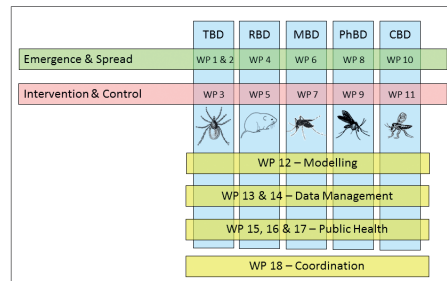 TBD RBD MBD PhBD CBD
Emergence & Spread WP 1 & 2 WP 4 WP 6 WP 8 WP 10
Intervention & Control WP 3 WP 5 WP 7 WP 9 WP 11
WP 12 – Modelling
WP 13 & 14 – Data Management
WP 15, 16 & 17 – Public Health
WP 18 – Coordination